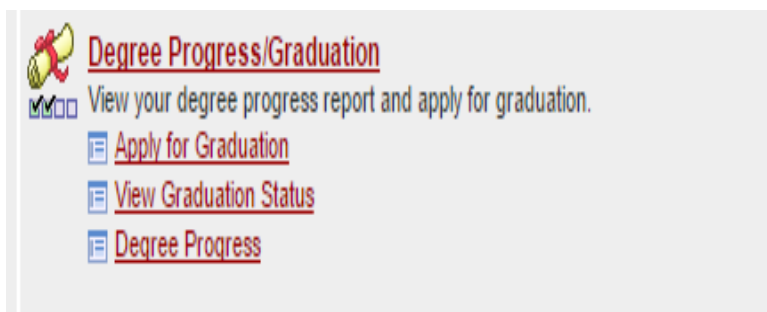 Degree Progress/Graduation
View your degree progress report and apply for graduation.
Apply for Graduation
View Graduation Status
Degree Progress